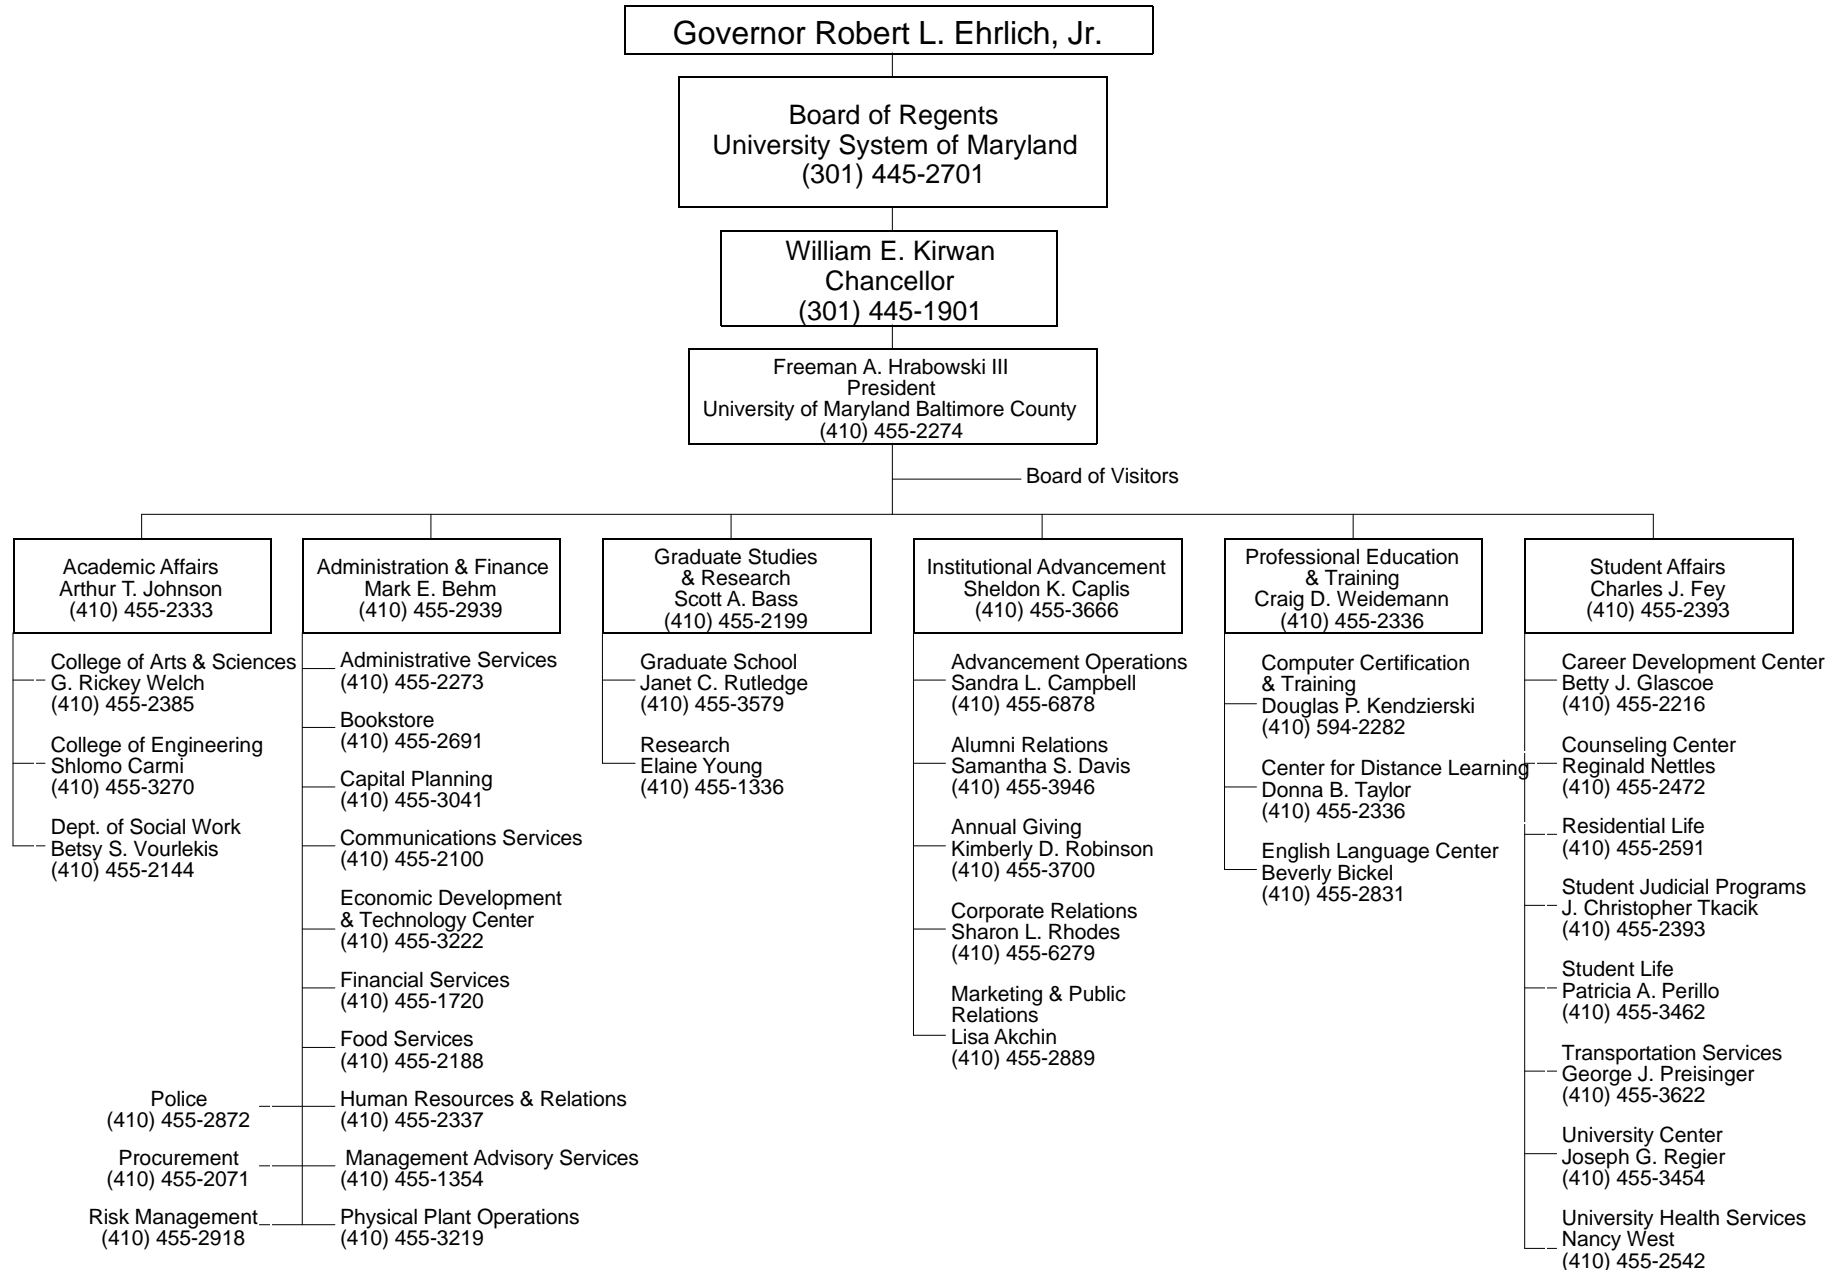 Governor Robert L. Ehrlich, Jr.
Board of Regents
University System of Maryland
(301) 445-2701
William E. Kirwan
Chancellor
(301) 445-1901
Freeman A. Hrabowski III
President
University of Maryland Baltimore County
(410) 455-2274
Board of Visitors
Academic Affairs
Arthur T. Johnson
(410) 455-2333
College of Arts & Sciences
G. Rickey Welch
(410) 455-2385
College of Engineering
Shlomo Carmi
(410) 455-3270
Dept. of Social Work
Betsy S. Vourlekis
(410) 455-2144
Administration & Finance
Mark E. Behm
(410) 455-2939
Administrative Services
(410) 455-2273
Bookstore
(410) 455-2691
Capital Planning
(410) 455-3041
Communications Services
(410) 455-2100
Economic Development
& Technology Center
(410) 455-3222
Financial Services
(410) 455-1720
Food Services
(410) 455-2188
Human Resources & Relations
(410) 455-2337
Management Advisory Services
(410) 455-1354
Physical Plant Operations
(410) 455-3219
Police
(410) 455-2872
Procurement
(410) 455-2071
Risk Management
(410) 455-2918
Graduate Studies
& Research
Scott A. Bass
(410) 455-2199
Graduate School
Janet C. Rutledge
(410) 455-3579
Research
Elaine Young
(410) 455-1336
Institutional Advancement
Sheldon K. Caplis
(410) 455-3666
Advancement Operations
Sandra L. Campbell
(410) 455-6878
Alumni Relations
Samantha S. Davis
(410) 455-3946
Annual Giving
Kimberly D. Robinson
(410) 455-3700
Corporate Relations
Sharon L. Rhodes
(410) 455-6279
Marketing & Public
Relations
Lisa Akchin
(410) 455-2889
Professional Education
& Training
Craig D. Weidemann
(410) 455-2336
Computer Certification
& Training
Douglas P. Kendzierski
(410) 594-2282
Center for Distance Learning
Donna B. Taylor
(410) 455-2336
English Language Center
Beverly Bickel
(410) 455-2831
Student Affairs
Charles J. Fey
(410) 455-2393
Career Development Center
Betty J. Glascoe
(410) 455-2216
Counseling Center
Reginald Nettles
(410) 455-2472
Residential Life
(410) 455-2591
Student Judicial Programs
J. Christopher Tkacik
(410) 455-2393
Student Life
Patricia A. Perillo
(410) 455-3462
Transportation Services
George J. Preisinger
(410) 455-3622
University Center
Joseph G. Regier
(410) 455-3454
University Health Services
Nancy West
(410) 455-2542